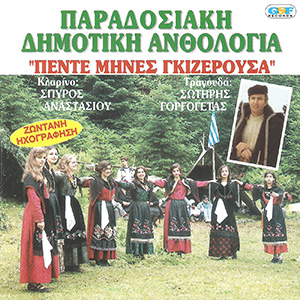 ΠΑΡΑΔΟΣΙΑΚΗ
ΔΗΜΟΤΙΚΗ ΑΝΘΟΛΟΓΙΑ
"ΠΕΝΤΕ ΜΗΝΕΣ ΓΚΙΖΕΡΟΥΣΑ"
Κλαρίνο:
ΣΠΥΡΟΣ
ΑΝΑΣΤΑΣΙΟΥ
Τραγουδά:
ΣΩΤΗΡΗΣ
ΓΟΡΓΟΓΕΤΑΣ
ΖΩΝΤΑΝΗ
ΗΧΟΓΡΑΦΗΣΗ